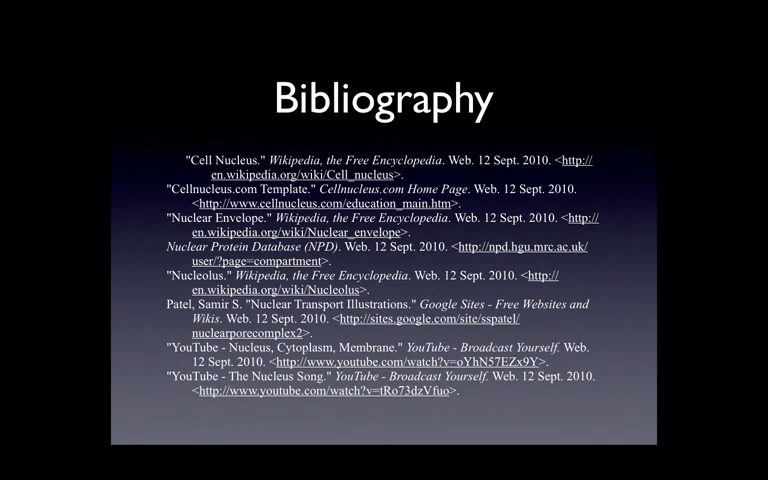 Bibliography
"Cell Nucleus." Wikipedia, the Free Encyclopedia. Web. 12 Sept. 2010. <http://
en.wikipedia.org/wiki/Cell_nucleus>.
"Cellnucleus.com Template." Cellnucleus.com Home Page. Web. 12 Sept. 2010.
<http://www.cellnucleus.com/education_main.htm>.
"Nuclear Envelope." Wikipedia, the Free Encyclopedia. Web. 12 Sept. 2010. <http://
en.wikipedia.org/wiki/Nuclear_envelope>.
Nuclear Protein Database (NPD). Web. 12 Sept. 2010. <http://npd.hgu.mrc.ac.uk/
user/?page=compartment>.
"Nucleolus." Wikipedia, the Free Encyclopedia. Web. 12 Sept. 2010. <http://
en.wikipedia.org/wiki/Nucleolus>.
Patel, Samir S. "Nuclear Transport Illustrations." Google Sites - Free Websites and
Wikis. Web. 12 Sept. 2010. <http://sites.google.com/site/sspatel/
nuclearporecomplex2>.
"YouTube - Nucleus, Cytoplasm, Membrane." YouTube - Broadcast Yourself. Web.
12 Sept. 2010. <http://www.youtube.com/watch?v=oYhN57EZx9Y>.
"YouTube - The Nucleus Song." YouTube - Broadcast Yourself. Web. 12 Sept. 2010.
<http://www.youtube.com/watch?v=tRo73dzVfuo>.